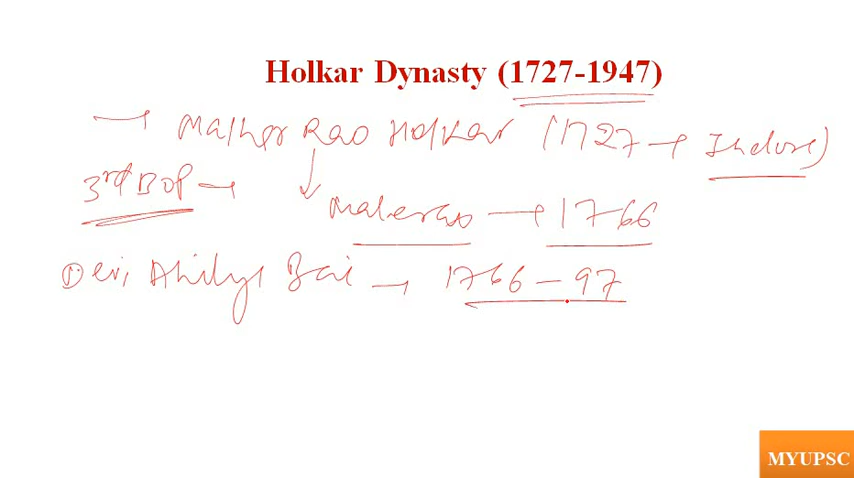 Holkar Dynasty (1727-1947)
→ Malhar Rao Holkar (1727 → Indore)
3rd BOP →
Malerao → 1766
Devi Ahilya Bai → 1766-97
MYUPSC